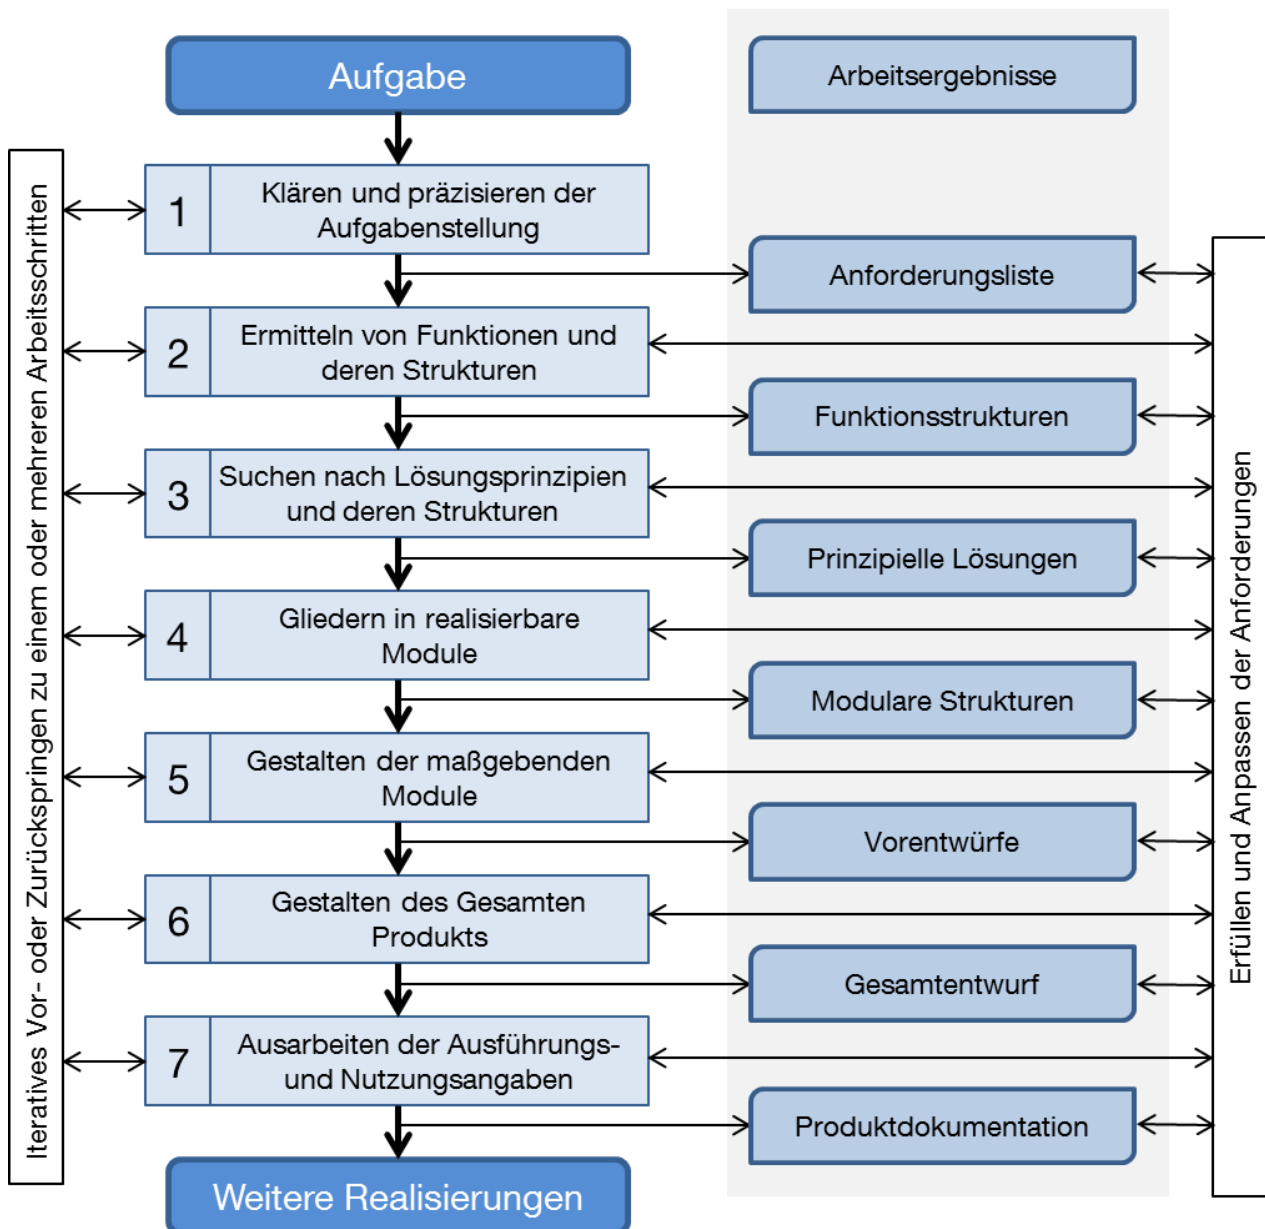 Aufgabe
Arbeitsergebnisse
1
Klären und präzisieren der
Aufgabenstellung
Anforderungsliste
2
Ermitteln von Funktionen und
deren Strukturen
Funktionsstrukturen
3
Suchen nach Lösungsprinzipien
und deren Strukturen
Prinzipielle Lösungen
4
Gliedern in realisierbare
Module
Modulare Strukturen
5
Gestalten der maßgebenden
Module
Vorentwürfe
6
Gestalten des Gesamten
Produkts
Gesamtentwurf
7
Ausarbeiten der Ausführungs-
und Nutzungsangaben
Produktdokumentation
Weitere Realisierungen
Iteratives Vor- oder Zurückspringen zu einem oder mehreren Arbeitsschritten
Erfüllen und Anpassen der Anforderungen